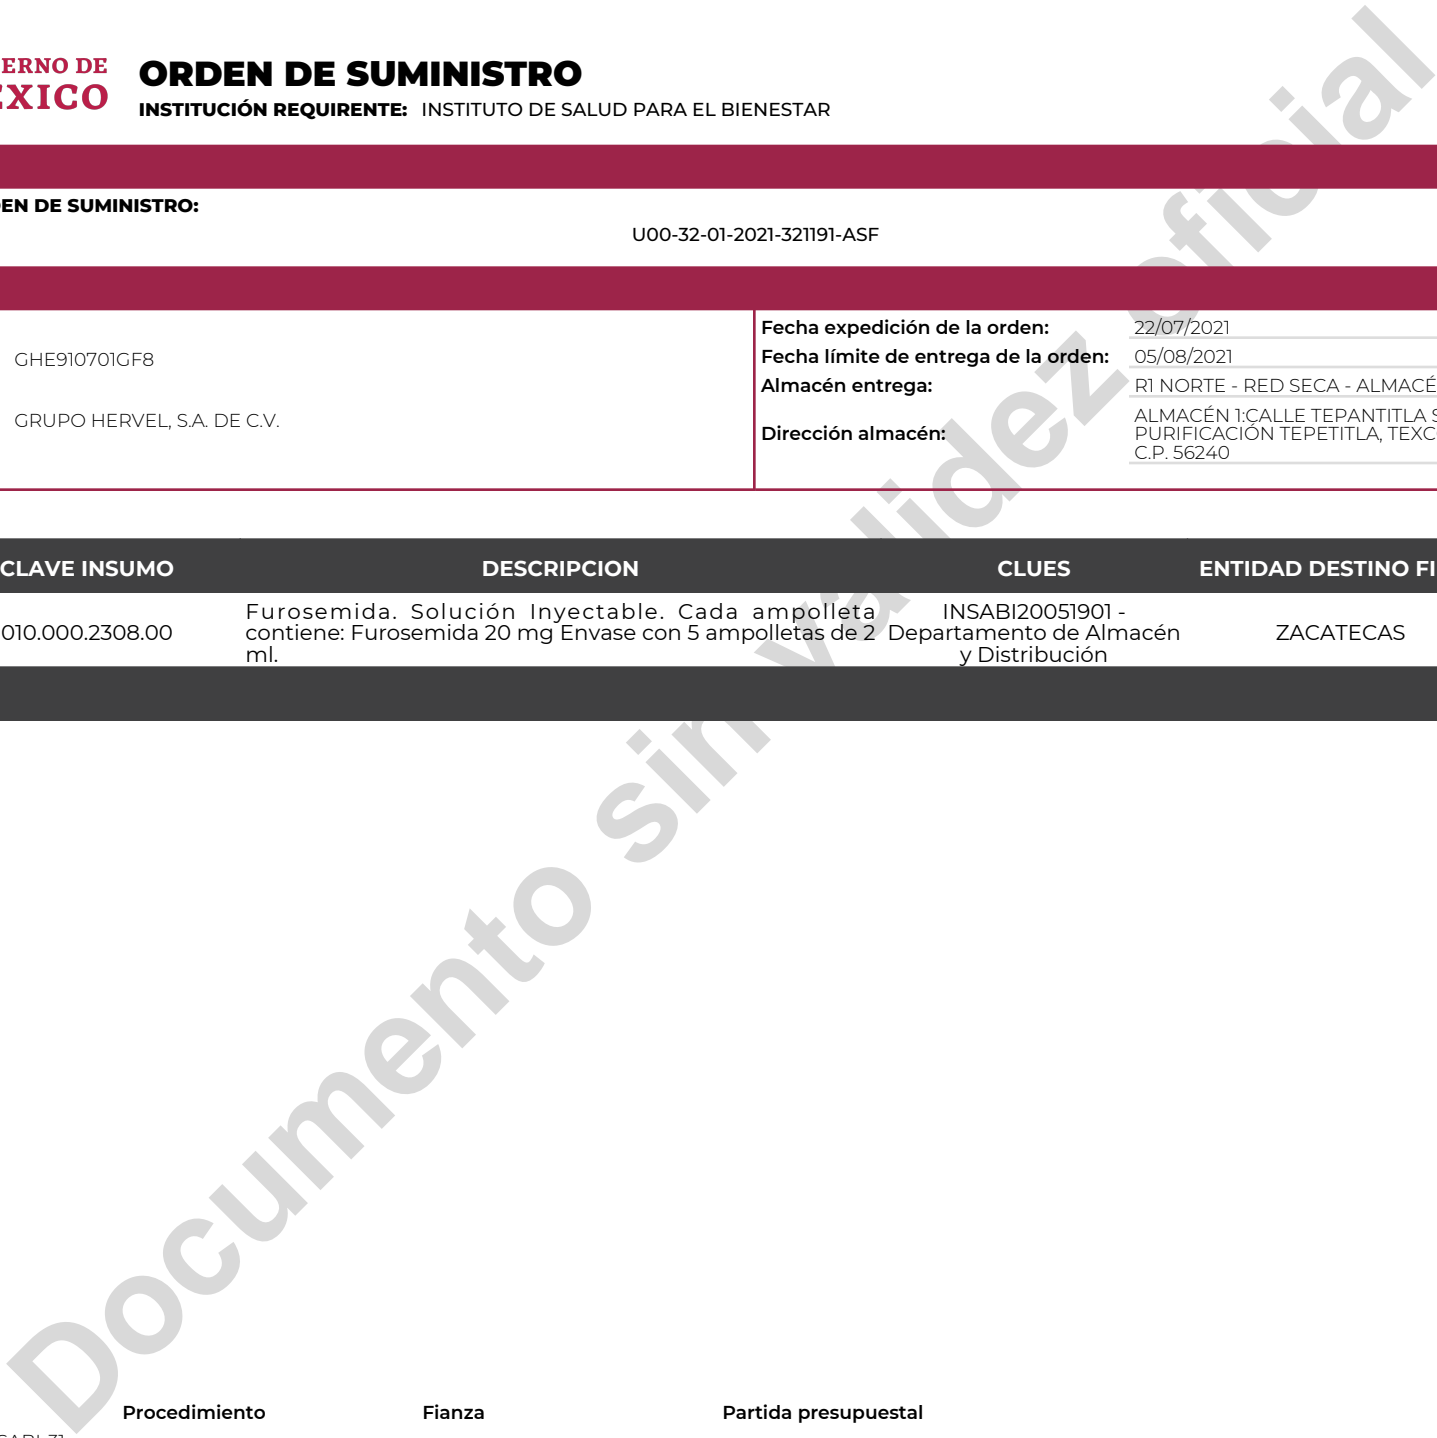 ERNO DE
EXICO
ORDEN DE SUMINISTRO
INSTITUCIÓN REQUIRENTE: INSTITUTO DE SALUD PARA EL BIENESTAR
EN DE SUMINISTRO:
U00-32-01-2021-321191-ASF
GHE910701GF8
GRUPO HERVEL, S.A. DE C.V.
Fecha expedición de la orden: 22/07/2021
Fecha límite de entrega de la orden: 05/08/2021
Almacén entrega: R1 NORTE - RED SECA - ALMACÉ
Dirección almacén: ALMACÉN 1:CALLE TEPANTITLA S
PURIFICACIÓN TEPETITLA, TEXC
C.P. 56240
CLAVE INSUMO DESCRIPCION CLUES ENTIDAD DESTINO FI
010.000.2308.00
Furosemida. Solución Inyectable. Cada ampolleta
contiene: Furosemida 20 mg Envase con 5 ampolletas de 2
ml.
INSABI20051901 -
Departamento de Almacén
y Distribución
ZACATECAS
Documento sin validez oficial
Procedimiento Fianza Partida presupuestal